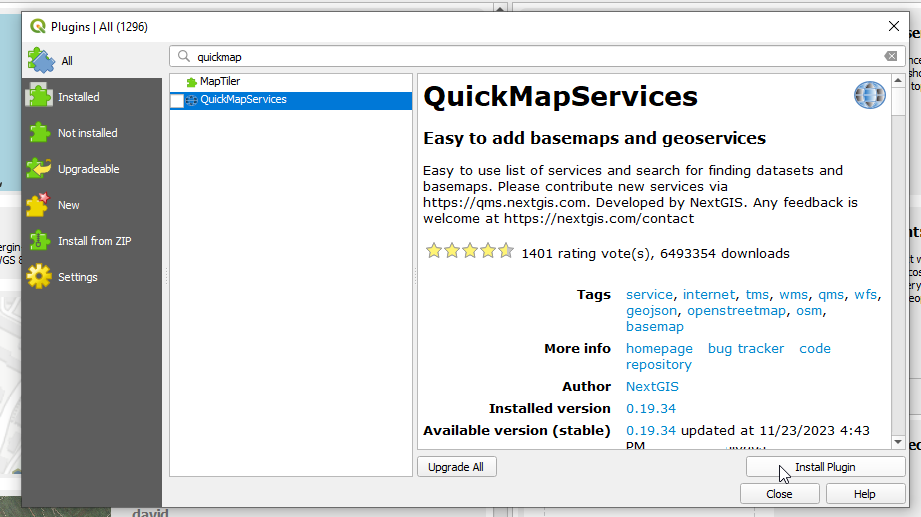 Plugins | All (1296)
All
quickmap
Installed
Not installed
Upgradeable
New
Install from ZIP
Settings
MapTiler
QuickMapServices
QuickMapServices
Easy to add basemaps and geoservices
Easy to use list of services and search for finding datasets and
basemaps. Please contribute new services via
https://qms.nextgis.com. Developed by NextGIS. Any feedback is
welcome at https://nextgis.com/contact
1401 rating vote(s), 6493354 downloads
Tags service, internet, tms, wms, qms, wfs,
geojson, openstreetmap, osm,
basemap
More info homepage bug tracker code
repository
Author NextGIS
Installed version 0.19.34
Available version (stable) 0.19.34 updated at 11/23/2023 4:43
PM
Upgrade All
Install Plugin
Close
Help
david